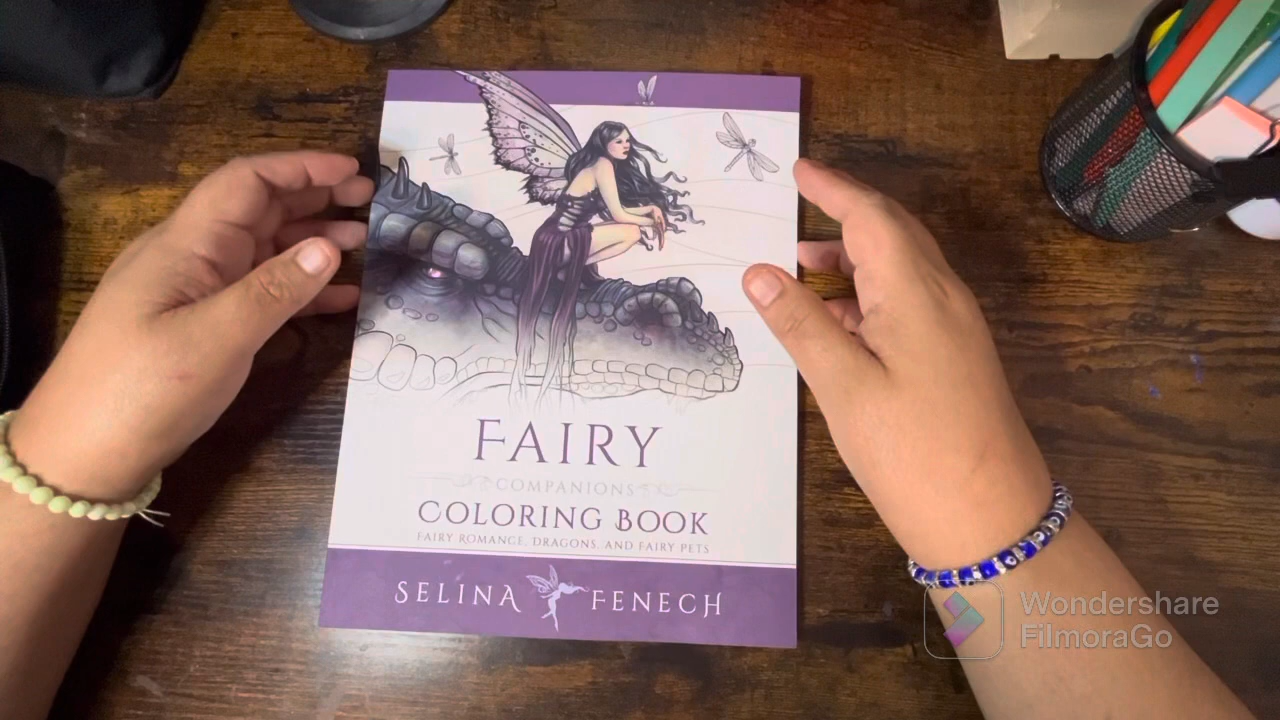 FAIRY
COMPANIONS
COLORING BOOK
FAIRY ROMANCE, DRAGONS, AND FAIRY PETS
SELINA FENECH
Wondershare
FilmoraGo